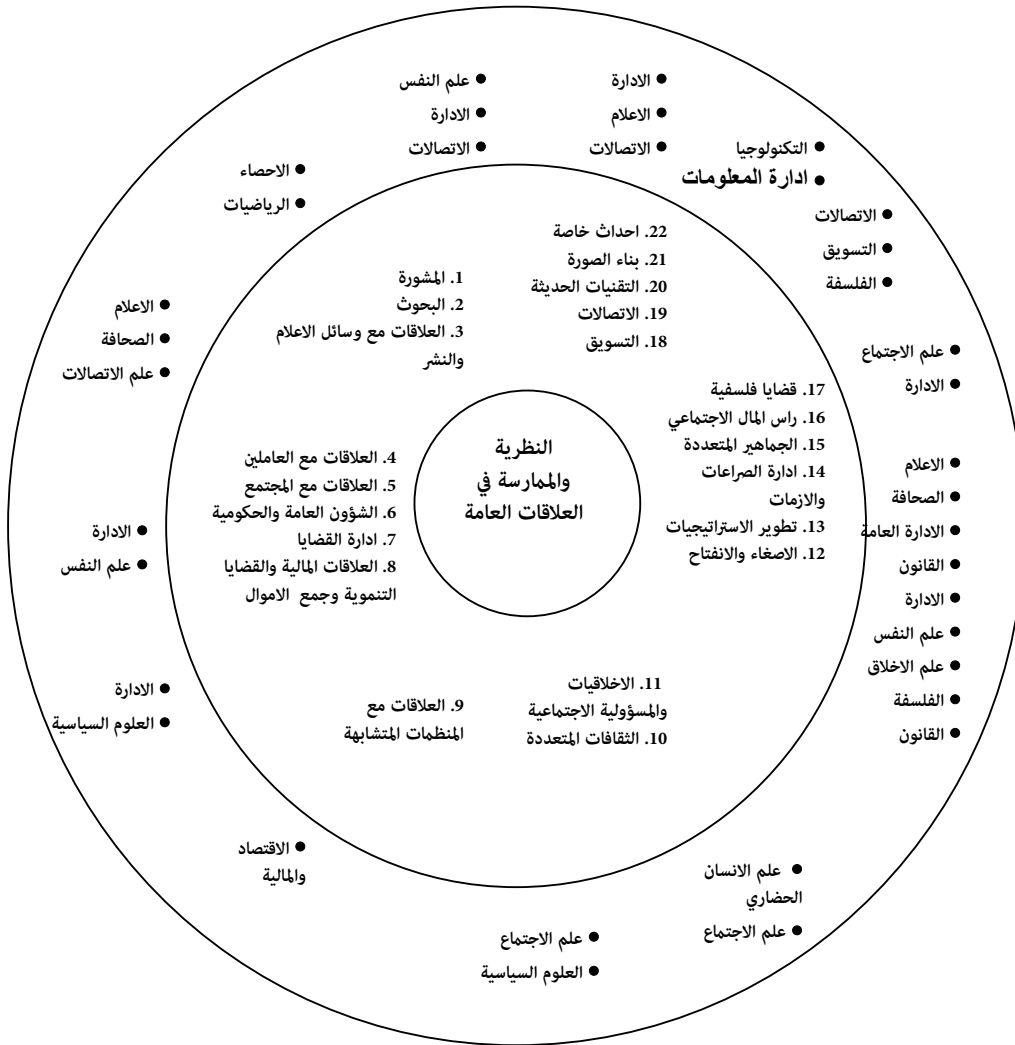 ● الادارة
● الاعلام
● الاتصالات
● علم النفس
● الادارة
● الاتصالات
● التكنولوجيا
● ادارة المعلومات
● الاحصاء
● الرياضيات
● الاتصالات
● التسويق
● الفلسفة
22. احداث خاصة
21. بناء الصورة
20. التقنيات الحديثة
19. الاتصالات
18. التسويق
1. المشورة
2. البحوث
3. العلاقات مع وسائل الاعلام
والنشر
● الاعلام
● الصحافة
● علم الاتصالات
● علم الاجتماع
● الادارة
17. قضايا فلسفية
16. راس المال الاجتماعي
15. الجماهير المتعددة
14. ادارة الصراعات
والازمات
13. تطوير الاستراتيجيات
12. الاصغاء والانفتاح
النظرية
والممارسة في
العلاقات العامة
4. العلاقات مع العاملين
5. العلاقات مع المجتمع
6. الشؤون العامة والحكومية
7. ادارة القضايا
8. العلاقات المالية والقضايا
التنموية وجمع الاموال
● الاعلام
● الصحافة
● الادارة العامة
● القانون
● الادارة
● علم النفس
● علم الاخلاق
● الفلسفة
● القانون
● الادارة
● علم النفس
11. الاخلاقيات
والمسؤولية الاجتماعية
10. الثقافات المتعددة
9. العلاقات مع
المنظمات المتشابهة
● الادارة
● العلوم السياسية
● الاقتصاد
والمالية
● علم الانسان
الحضاري
● علم الاجتماع
● علم الاجتماع
● العلوم السياسية